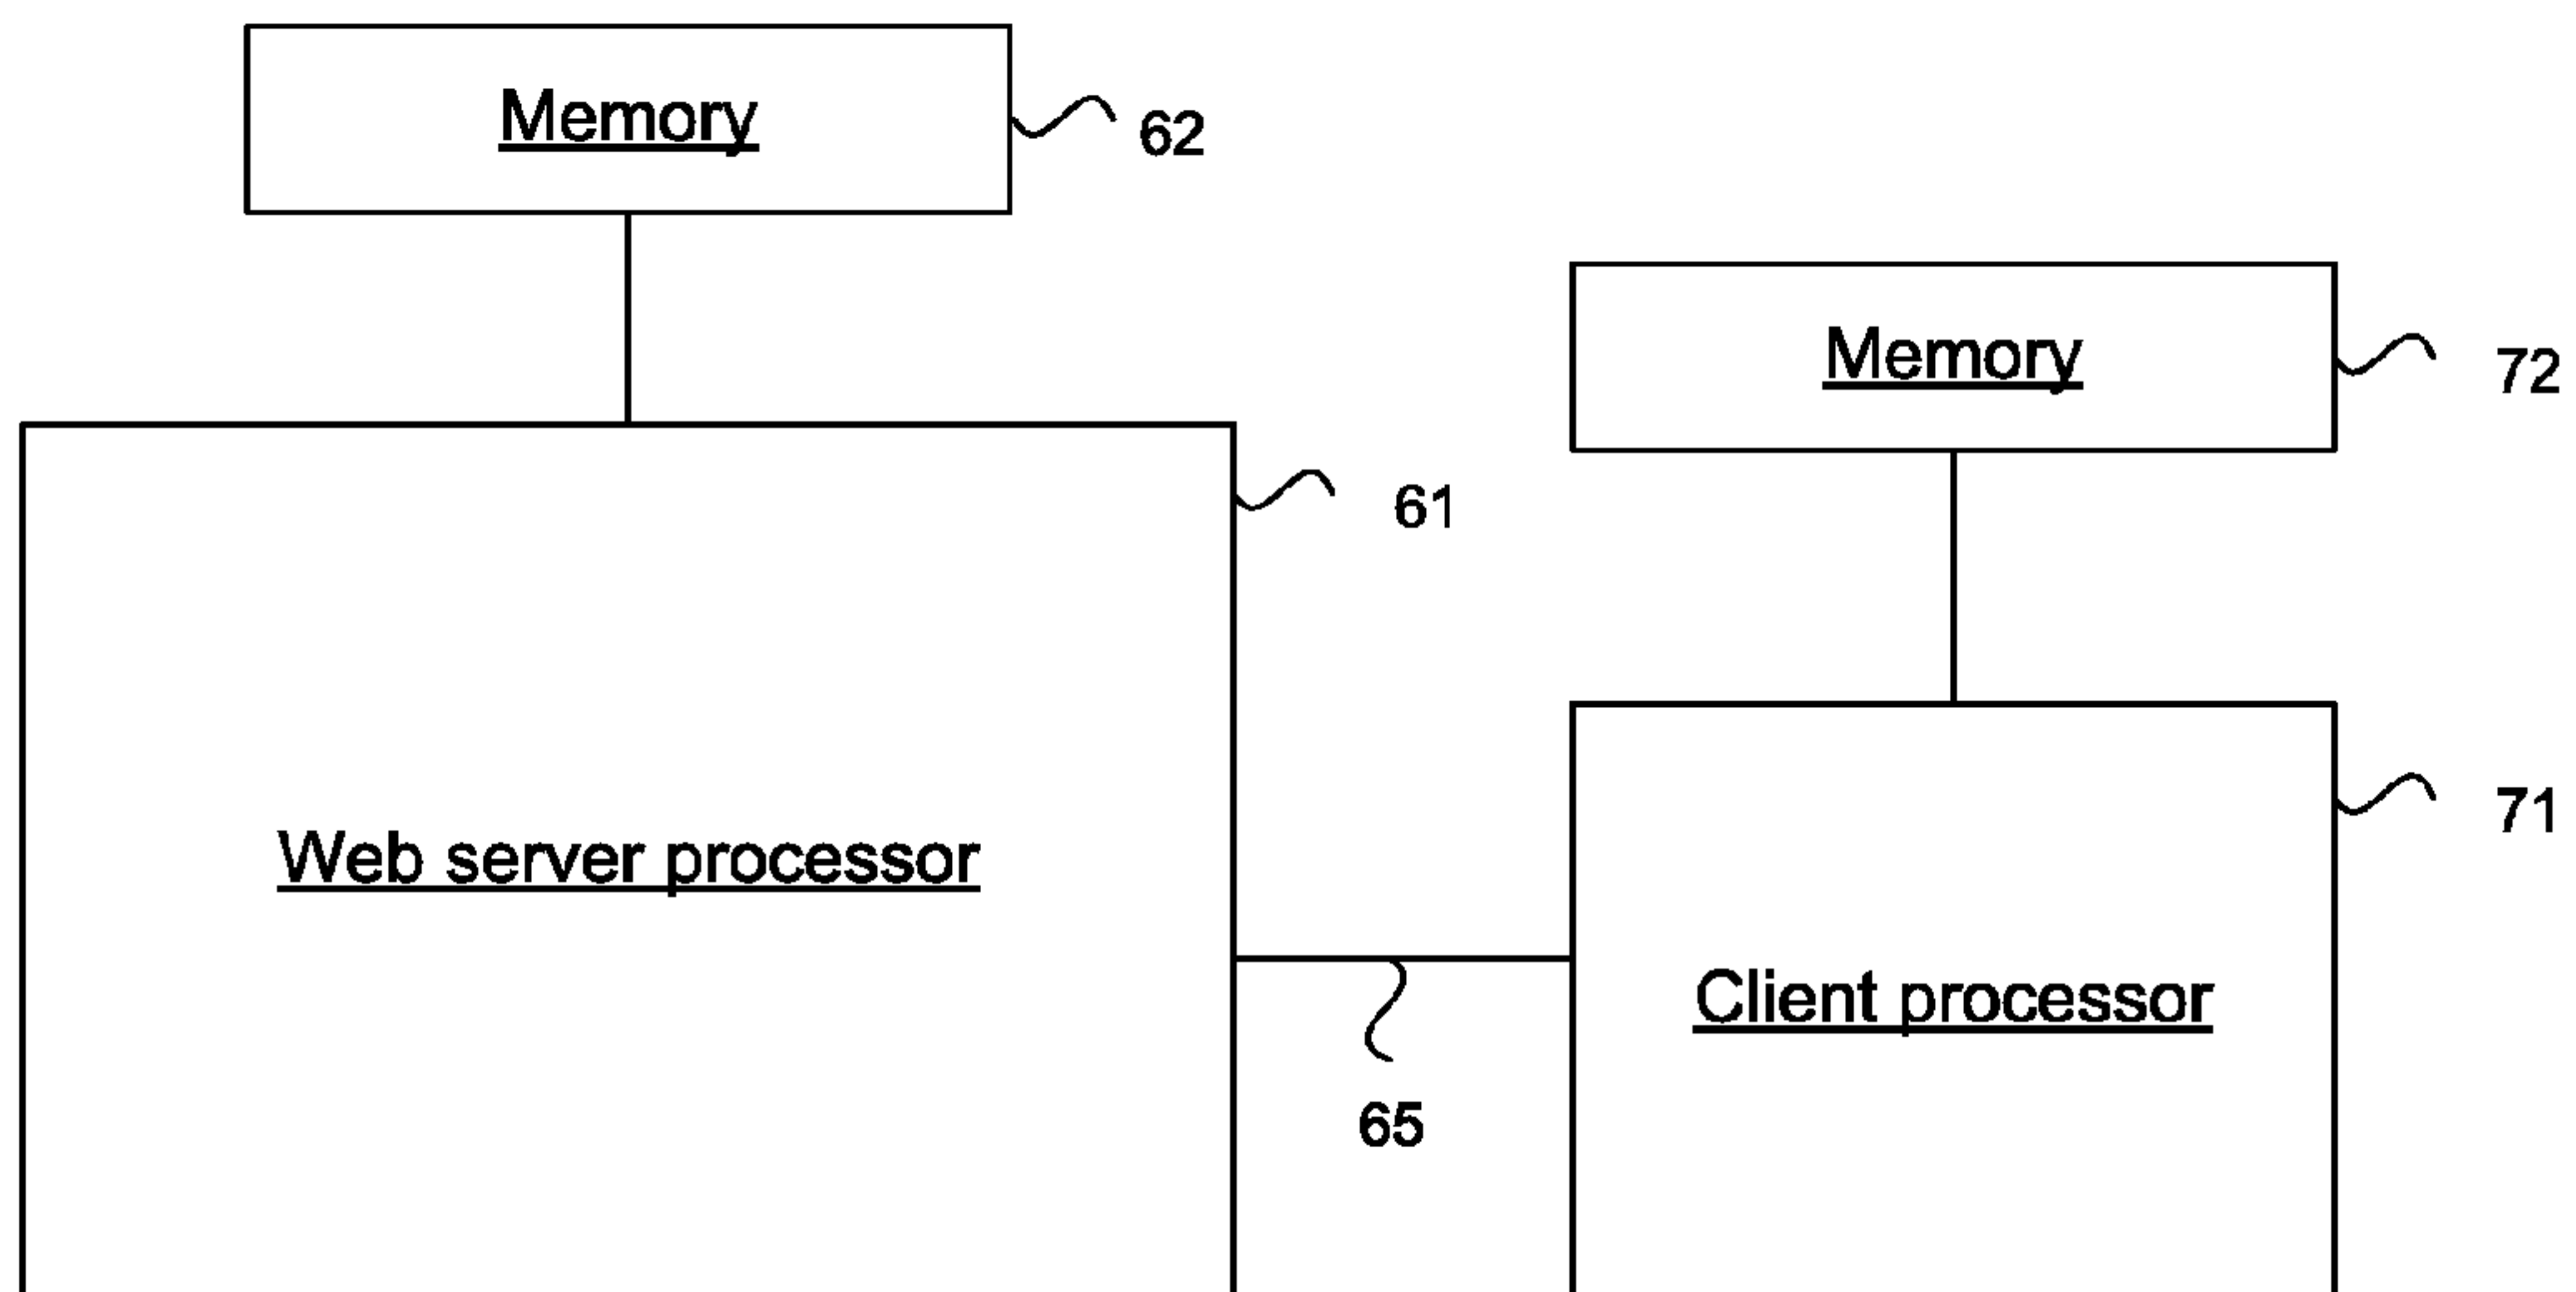 Memory
62
Memory
72
61
71
Web server processor
Client processor
65